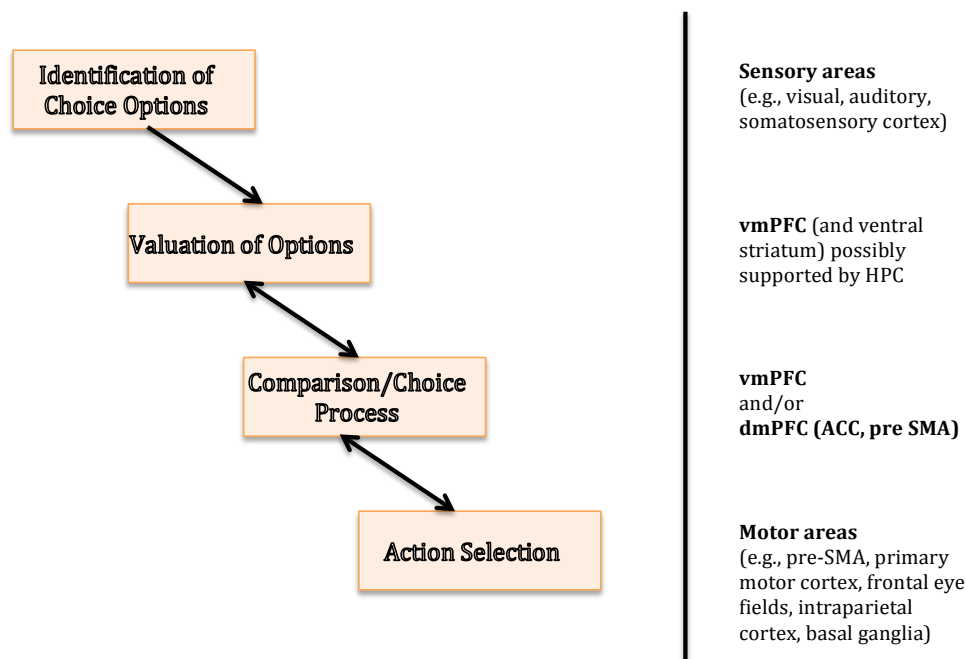 Identification of
Choice Options
Sensory areas
(e.g., visual, auditory,
somatosensory cortex)
Valuation of Options
vmPFC (and ventral
striatum) possibly
supported by HPC
Comparison/Choice
Process
vmPFC
and/or
dmPFC (ACC, pre SMA)
Action Selection
Motor areas
(e.g., pre-SMA, primary
motor cortex, frontal eye
fields, intraparietal
cortex, basal ganglia)